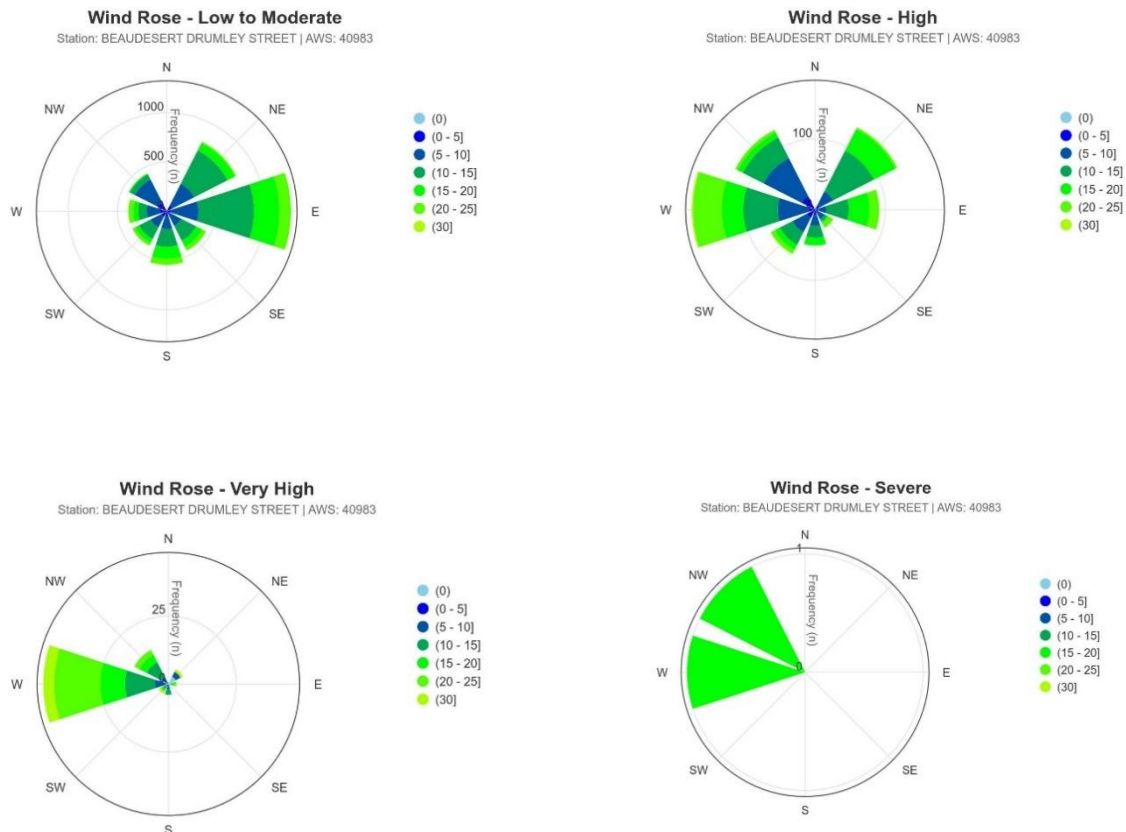 Wind Rose - Low to Moderate
Station: BEAUDESERT DRUMLEY STREET | AWS: 40983
N
NE
E
SE
S
SW
W
NW
1000
500
Frequency (n)
(0)
(0 - 5]
(5 - 10]
(10 - 15]
(15 - 20]
(20 - 25]
(30]
Wind Rose - High
Station: BEAUDESERT DRUMLEY STREET | AWS: 40983
N
NE
E
SE
S
SW
W
NW
100
Frequency (n)
(0)
(0 - 5]
(5 - 10]
(10 - 15]
(15 - 20]
(20 - 25]
(30]
Wind Rose - Very High
Station: BEAUDESERT DRUMLEY STREET | AWS: 40983
N
NE
E
SE
S
SW
W
NW
25
0
Frequency (n)
(0)
(0 - 5]
(5 - 10]
(10 - 15]
(15 - 20]
(20 - 25]
(30]
Wind Rose - Severe
Station: BEAUDESERT DRUMLEY STREET | AWS: 40983
N
NE
E
SE
S
SW
W
NW
1
0
Frequency (n)
(0)
(0 - 5]
(5 - 10]
(10 - 15]
(15 - 20]
(20 - 25]
(30]